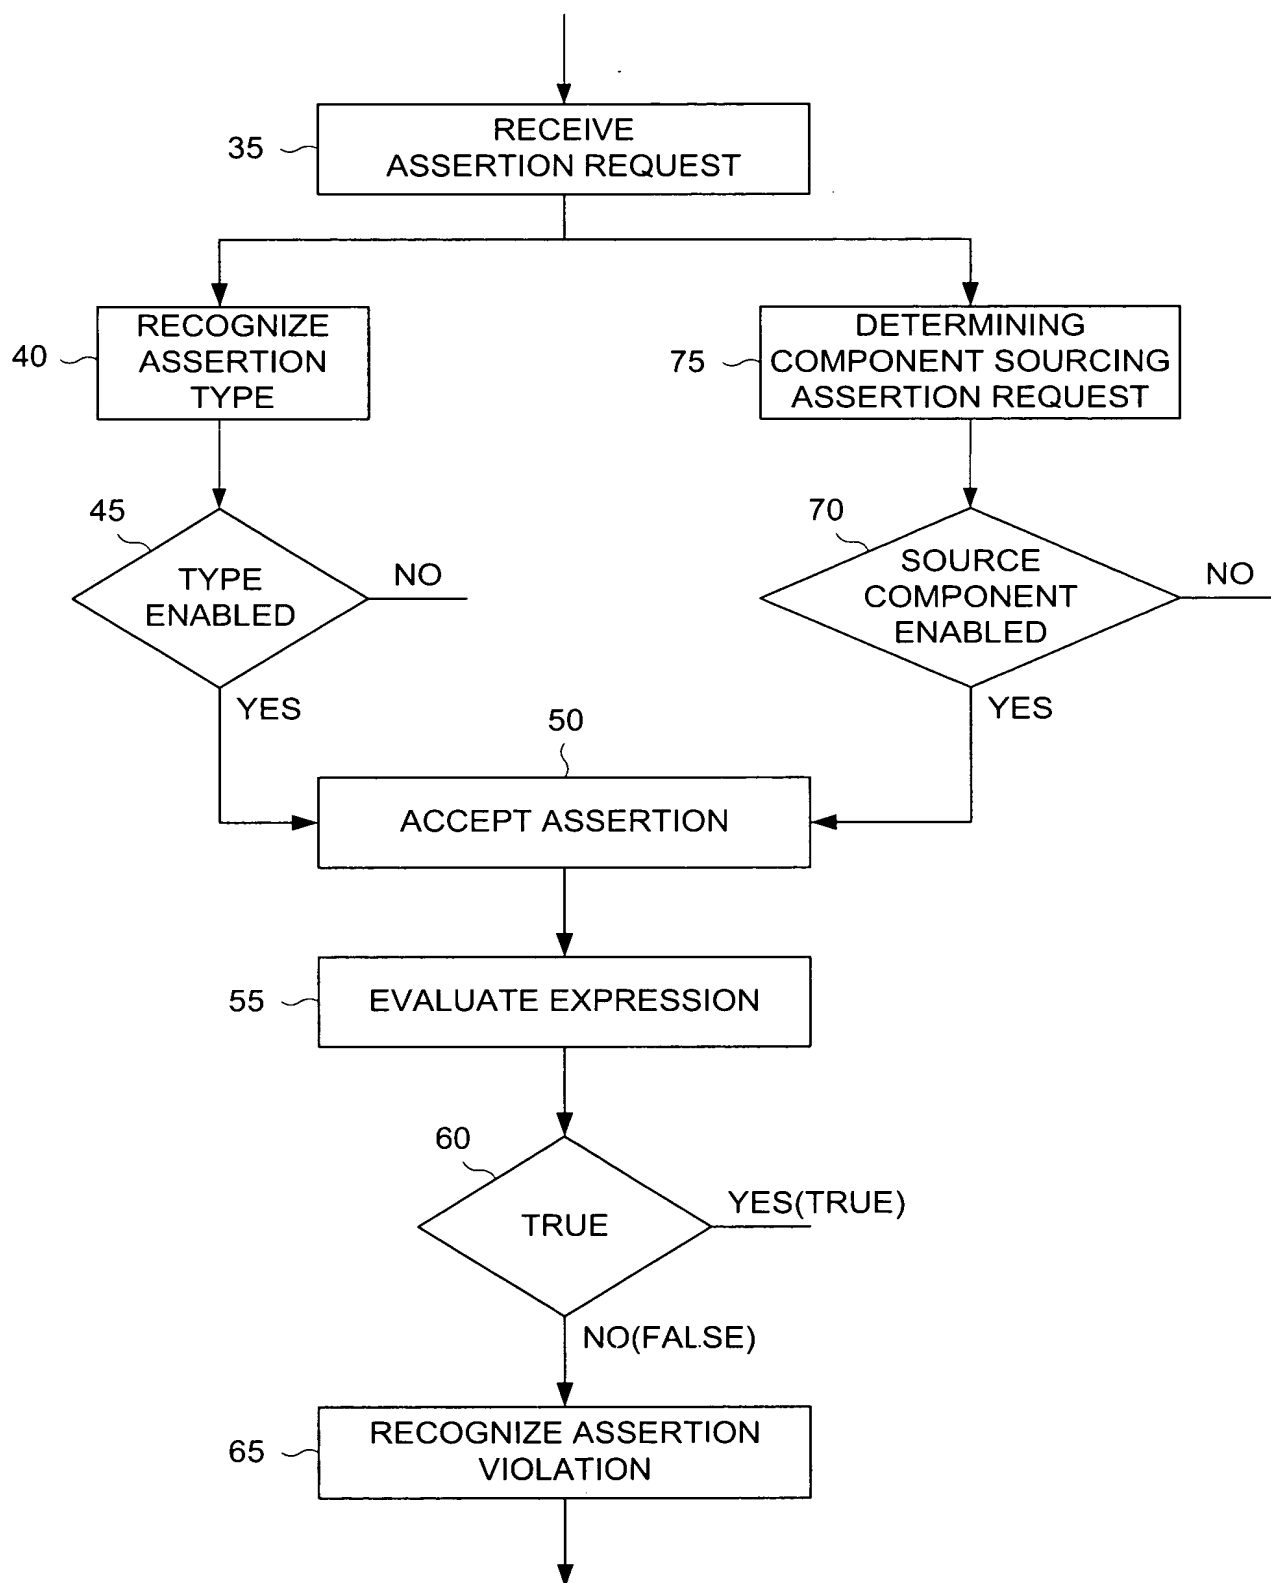 35
RECEIVE
ASSERTION REQUEST
40
RECOGNIZE
ASSERTION
TYPE
75
DETERMINING
COMPONENT SOURCING
ASSERTION REQUEST
45
TYPE
ENABLED
NO
YES
70
SOURCE
COMPONENT
ENABLED
NO
YES
50
ACCEPT ASSERTION
55
EVALUATE EXPRESSION
60
TRUE
YES(TRUE)
NO(FALSE)
65
RECOGNIZE ASSERTION
VIOLATION